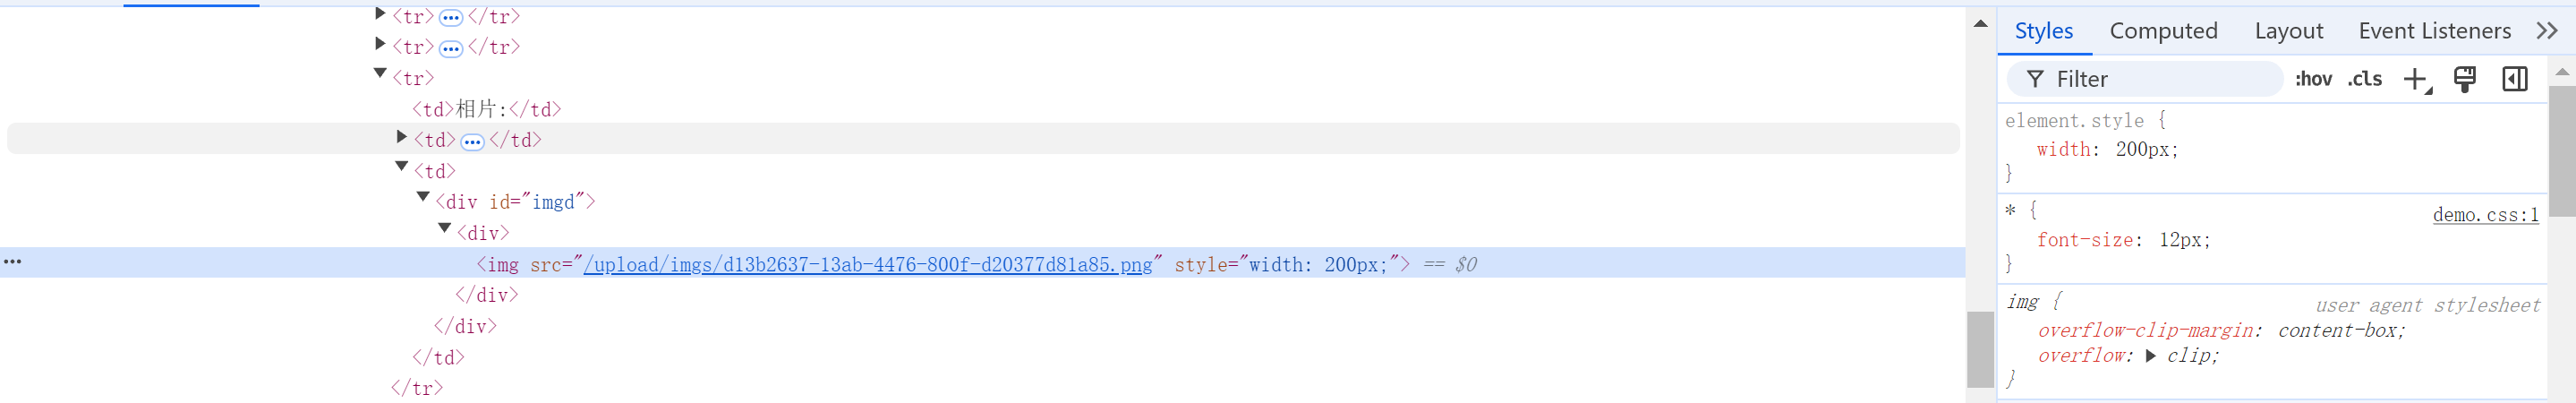 <tr>…</tr>
<tr>…</tr>
<tr>
<td>相片:</td>
<td>…</td>
<td>
<div id="imgd">
<div>
… <img src="/upload/imgs/d13b2637-13ab-4476-800f-d20377d81a85.png" style="width: 200px;"> == $0
</div>
</div>
</td>
</tr>
Styles Computed Layout Event Listeners
Filter :hov .cls
element.style {
width: 200px;
}
* { demo.css:1
font-size: 12px;
}
img { user agent stylesheet
overflow-clip-margin: content-box;
overflow: clip;
}